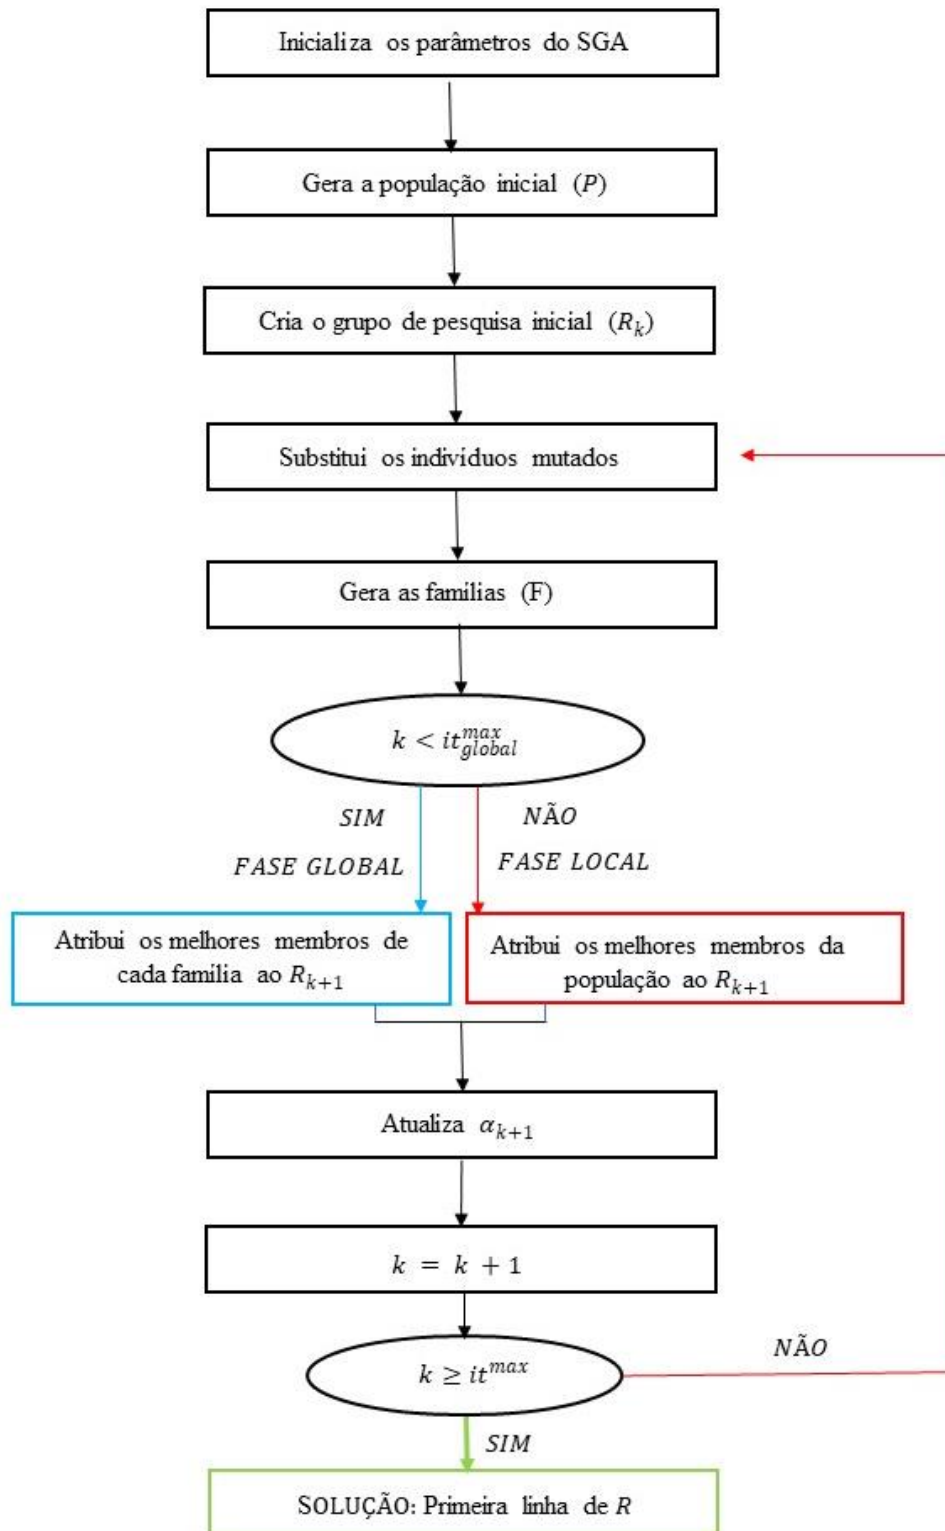 Inicializa os parâmetros do SGA
Gera a população inicial (P)
Cria o grupo de pesquisa inicial (R_k)
Substitui os indivíduos mutados
Gera as famílias (F)
k < it_{global}^{max}
SIM
NÃO
FASE GLOBAL
FASE LOCAL
Atribui os melhores membros de
cada família ao R_{k+1}
Atribui os melhores membros da
população ao R_{k+1}
Atualiza α_{k+1}
k = k + 1
k ≥ it^{max}
NÃO
SIM
SOLUÇÃO: Primeira linha de R